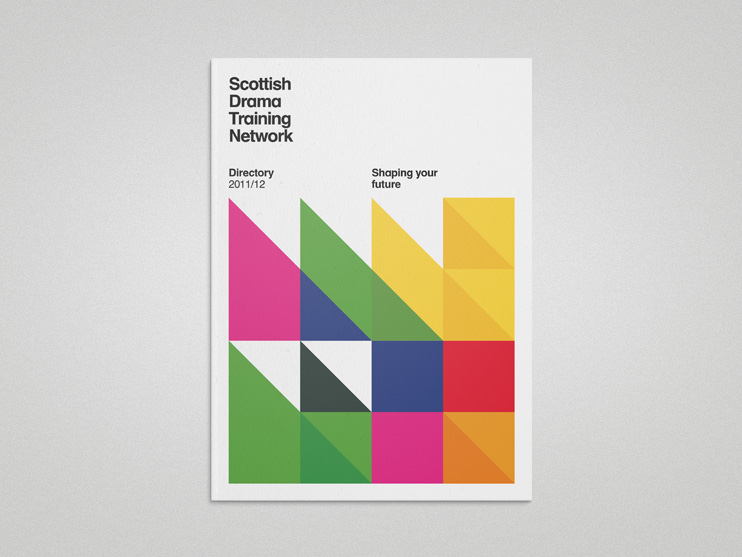 Scottish
Drama
Training
Network
Directory
2011/12
Shaping your
future